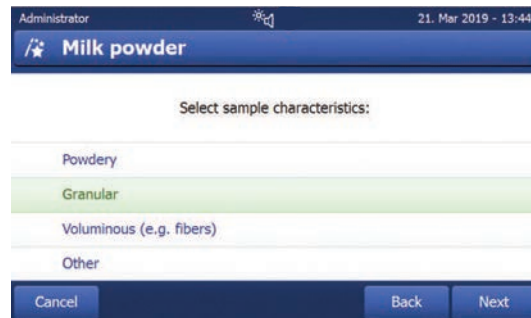 Administrator 21. Mar 2019 - 13:44
Milk powder
Select sample characteristics:
Powdery
Granular
Voluminous (e.g. fibers)
Other
Cancel Back Next